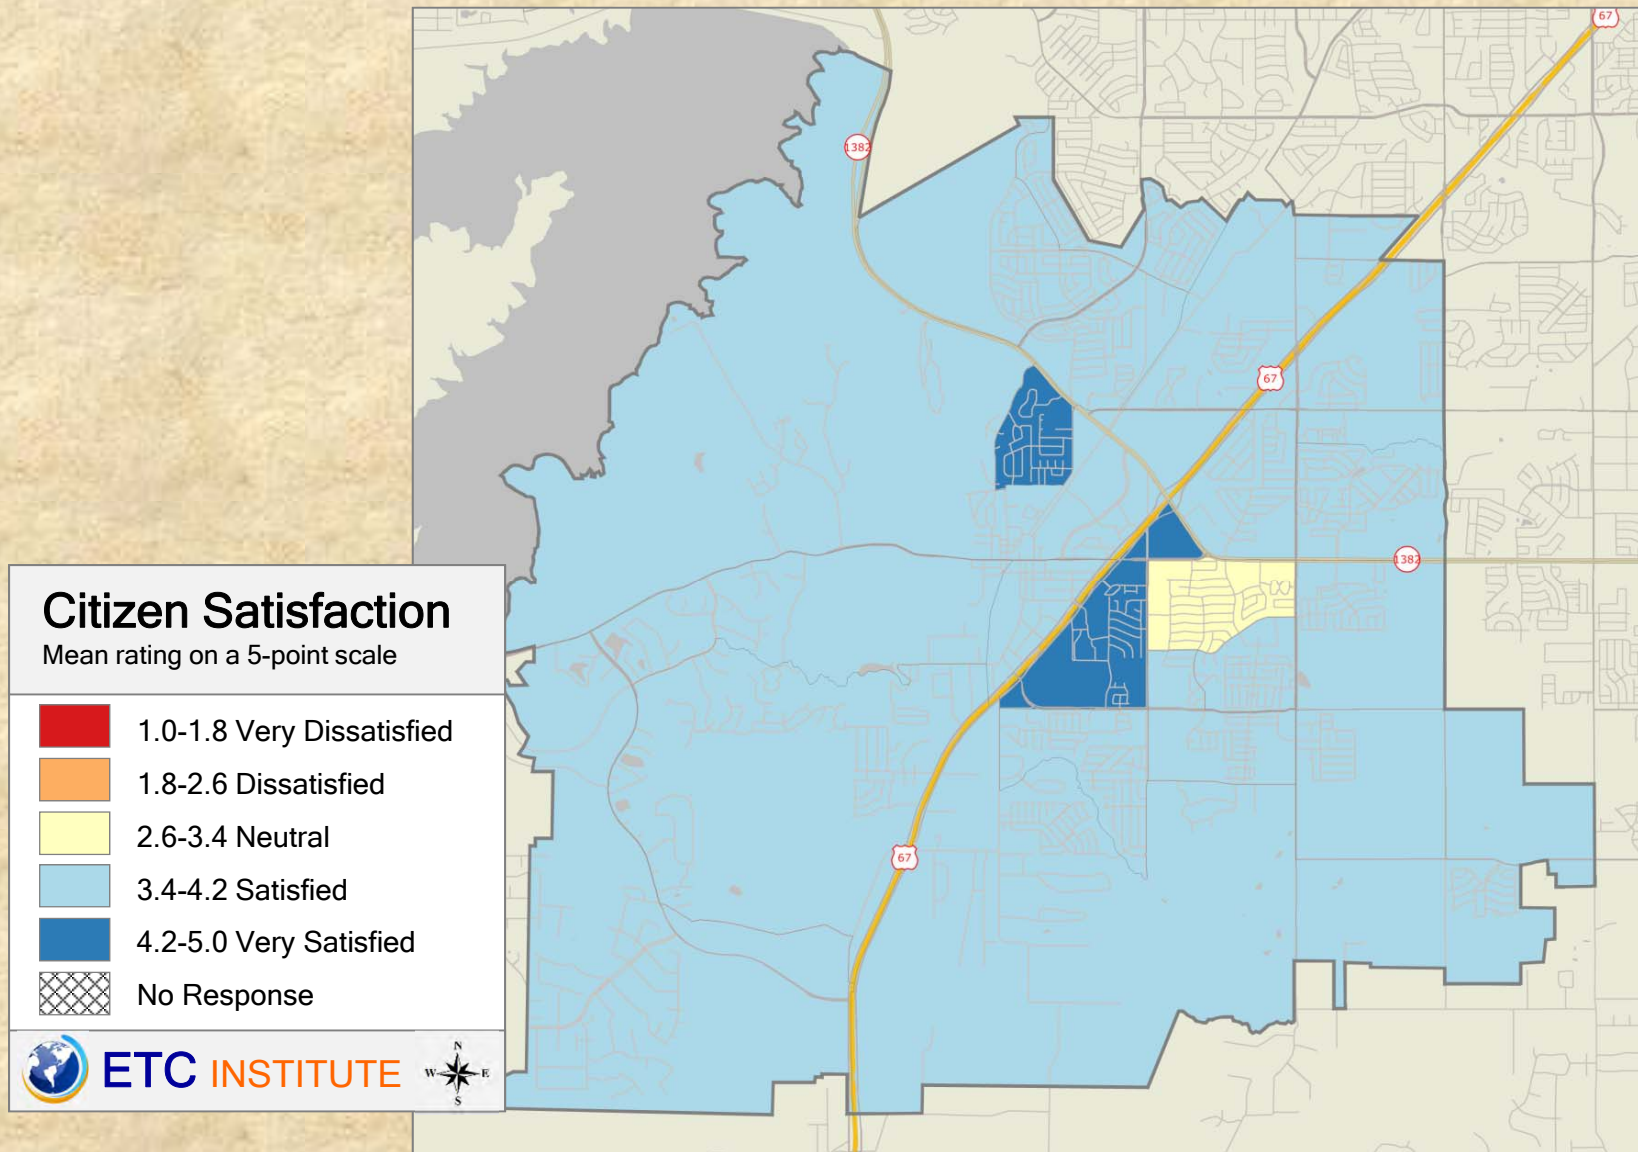 67
1382
67
1382
67
Citizen Satisfaction
Mean rating on a 5-point scale
1.0-1.8 Very Dissatisfied
1.8-2.6 Dissatisfied
2.6-3.4 Neutral
3.4-4.2 Satisfied
4.2-5.0 Very Satisfied
No Response
ETC INSTITUTE
N
W E
S